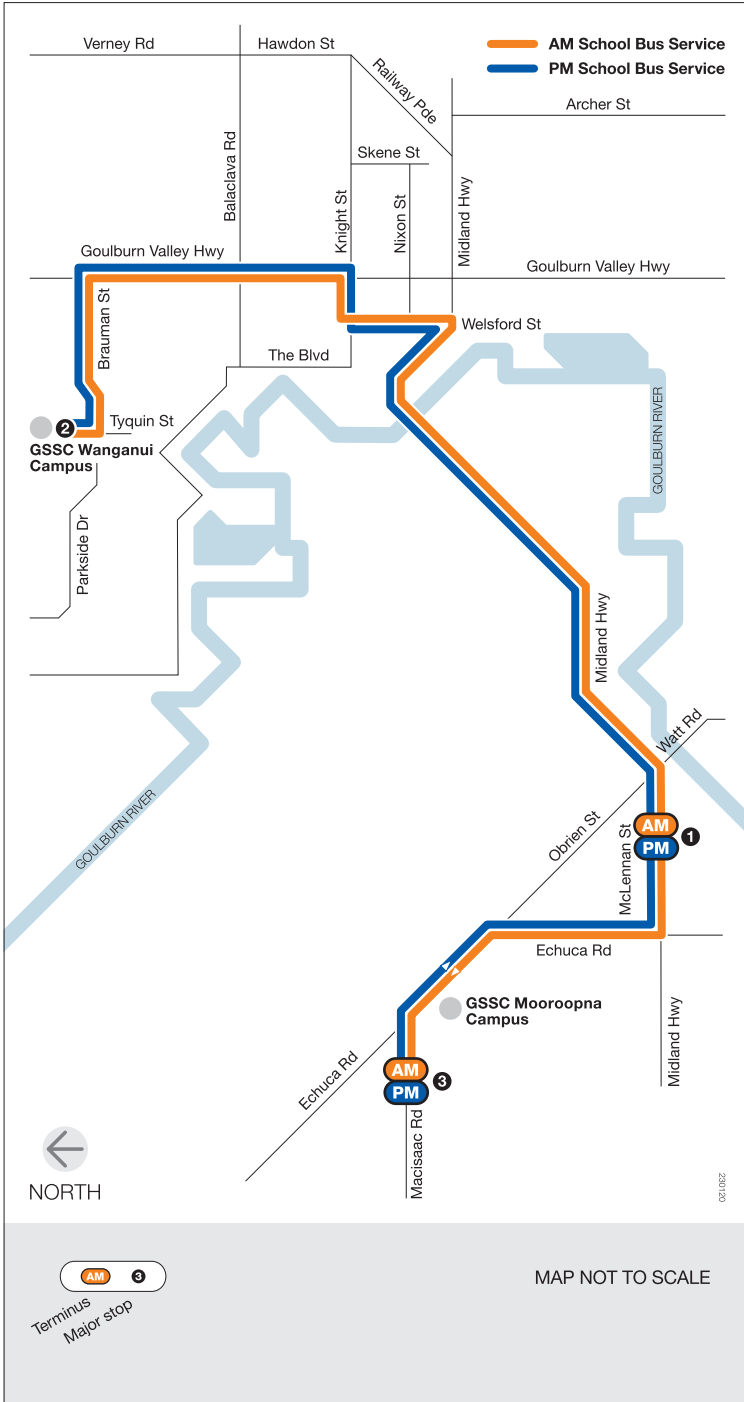 Verney Rd
Hawdon St
AM School Bus Service
PM School Bus Service
Railway Pde
Archer St
Balaclava Rd
Skene St
Knight St
Nixon St
Midland Hwy
Goulburn Valley Hwy
Goulburn Valley Hwy
Brauman St
Welsford St
The Blvd
GOULBURN RIVER
2
Tyquin St
GSSC Wanganui
Campus
Parkside Dr
Midland Hwy
Watt Rd
GOULBURN RIVER
Obrien St
McLennan St
AM
PM
1
Echuca Rd
GSSC Mooroopna
Campus
Midland Hwy
Echuca Rd
AM
PM
3
Macisaac Rd
NORTH
230120
AM
3
Terminus
Major stop
MAP NOT TO SCALE